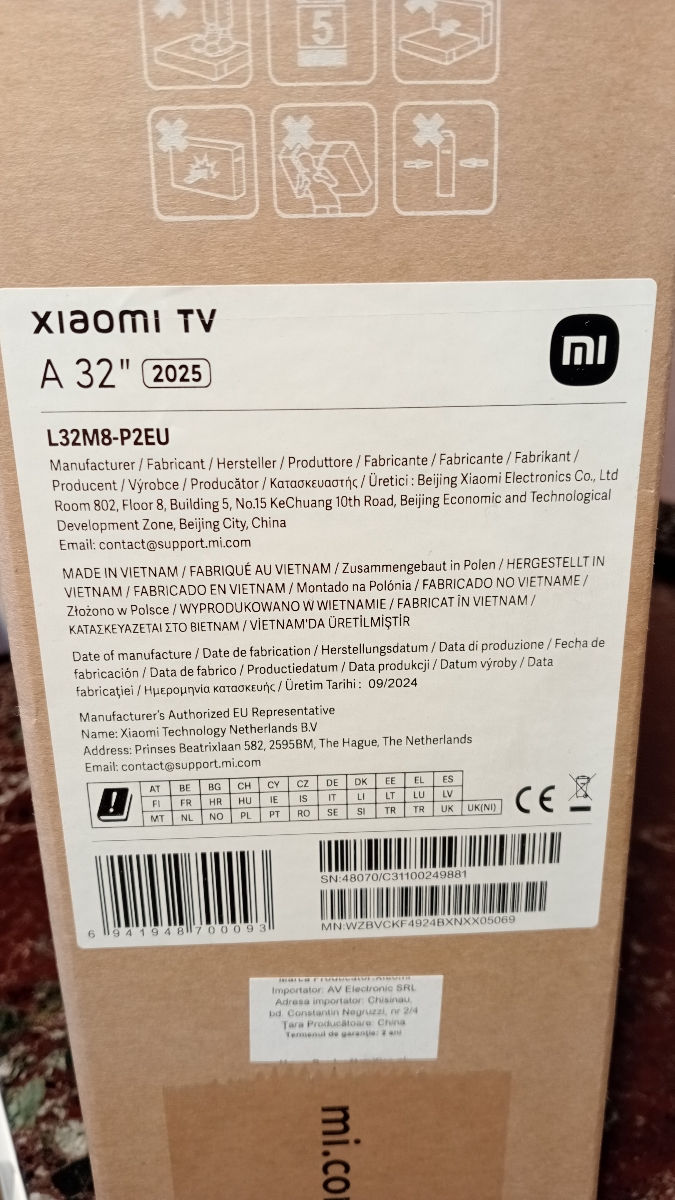 5
XIAOMI TV
mi
A 32" 2025
L32M8-P2EU
Manufacturer / Fabricant / Hersteller / Produttore / Fabricante / Fabricante / Fabrikant /
Producent / Výrobce / Producător / Κατασκευαστής / Üretici : Beijing Xiaomi Electronics Co., Ltd
Room 802, Floor 8, Building 5, No.15 KeChuang 10th Road, Beijing Economic and Technological
Development Zone, Beijing City, China
Email: contact@support.mi.com
MADE IN VIETNAM / FABRIQUÉ AU VIETNAM / Zusammengebaut in Polen / HERGESTELLT IN
VIETNAM / FABRICADO EN VIETNAM / Montado na Polónia / FABRICADO NO VIETNAME /
Złożono w Polsce / WYPRODUKOWANO W WIETNAMIE / FABRICAT ÎN VIETNAM /
ΚΑΤΑΣΚΕΥΑΖΕΤΑΙ ΣΤΟ ΒΙΕΤΝΑΜ / VİETNAM'DA ÜRETİLMİŞTİR
Date of manufacture / Date de fabrication / Herstellungsdatum / Data di produzione / Fecha de
fabricación / Data de fabrico / Productiedatum / Data produkcji / Datum výroby / Data
fabricației / Ημερομηνία κατασκευής / Üretim Tarihi : 09/2024
Manufacturer's Authorized EU Representative
Name: Xiaomi Technology Netherlands B.V
Address: Prinses Beatrixlaan 582, 2595BM, The Hague, The Netherlands
Email: contact@support.mi.com
AT BE BG CH CY CZ DE DK EE EL ES
FI FR HR HU IE IS IT LI LT LU LV
MT NL NO PL PT RO SE SI TR TR UK UK(NI)
CE
SN:48070/C31100249881
MN:WZBVCKF4924BXNXX05069
6 941948 700093
Marca Producator:Xiaomi
Importator: AV Electronic SRL
Adresa importator: Chisinau,
bd. Constantin Negruzzi, nr 2/4
Țara Producătoare: China
Termenul de garanție: 2 ani
mi.co